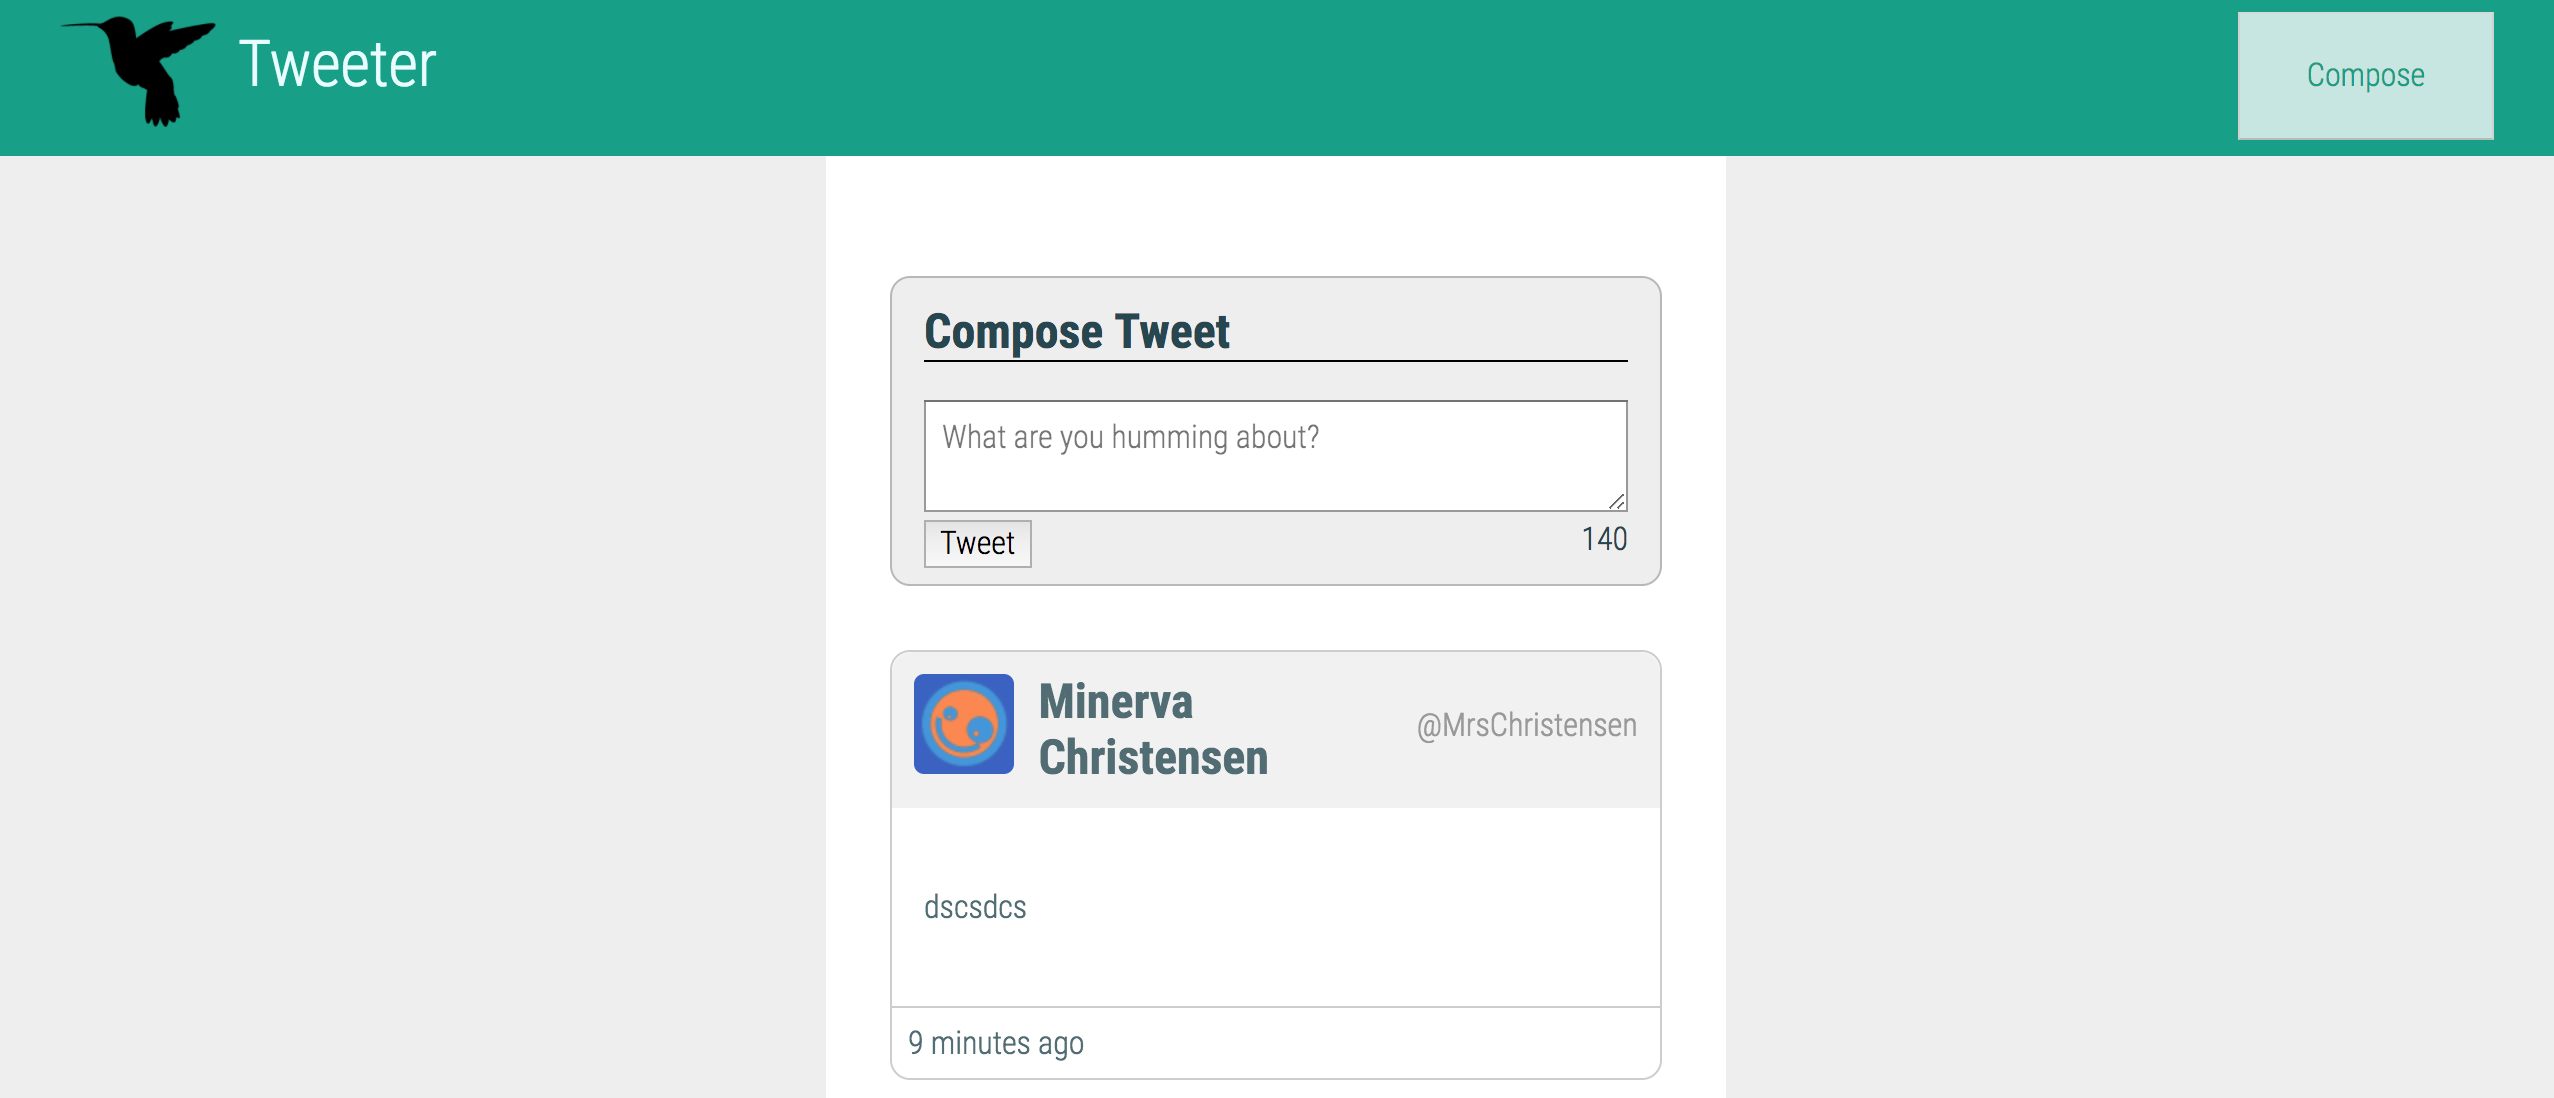 Tweeter
Compose
Compose Tweet
What are you humming about?
Tweet
140
Minerva
Christensen
@MrsChristensen
dscsdcs
9 minutes ago